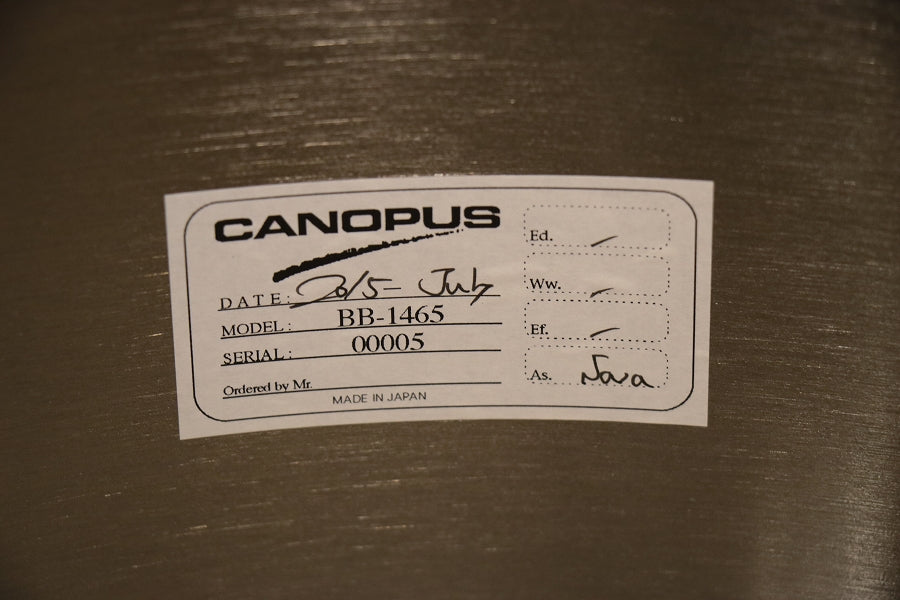 CANOPUS
DATE: 2015- July
MODEL: BB-1465
SERIAL: 00005
Ordered by Mr.
MADE IN JAPAN
Ed. –
Ww. –
Ef. –
As.